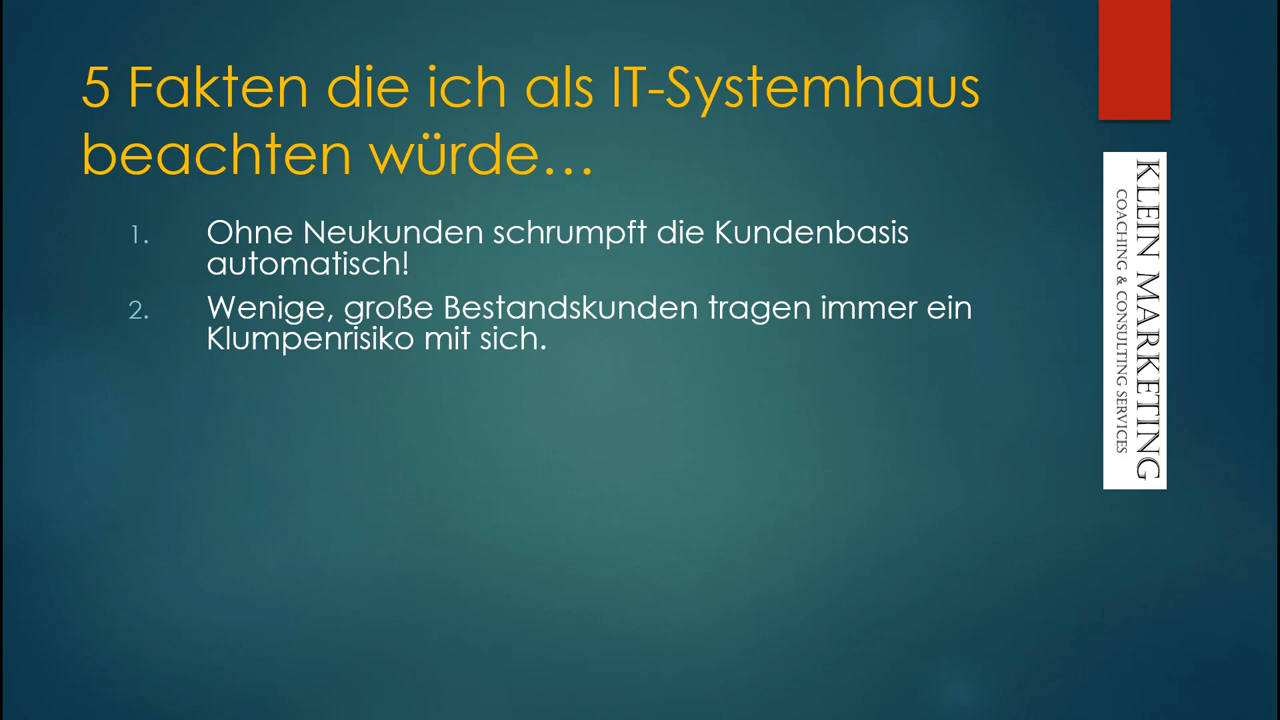 5 Fakten die ich als IT-Systemhaus
beachten würde…
1. Ohne Neukunden schrumpft die Kundenbasis
automatisch!
2. Wenige, große Bestandskunden tragen immer ein
Klumpenrisiko mit sich.
KLEIN MARKETING
COACHING & CONSULTING SERVICES